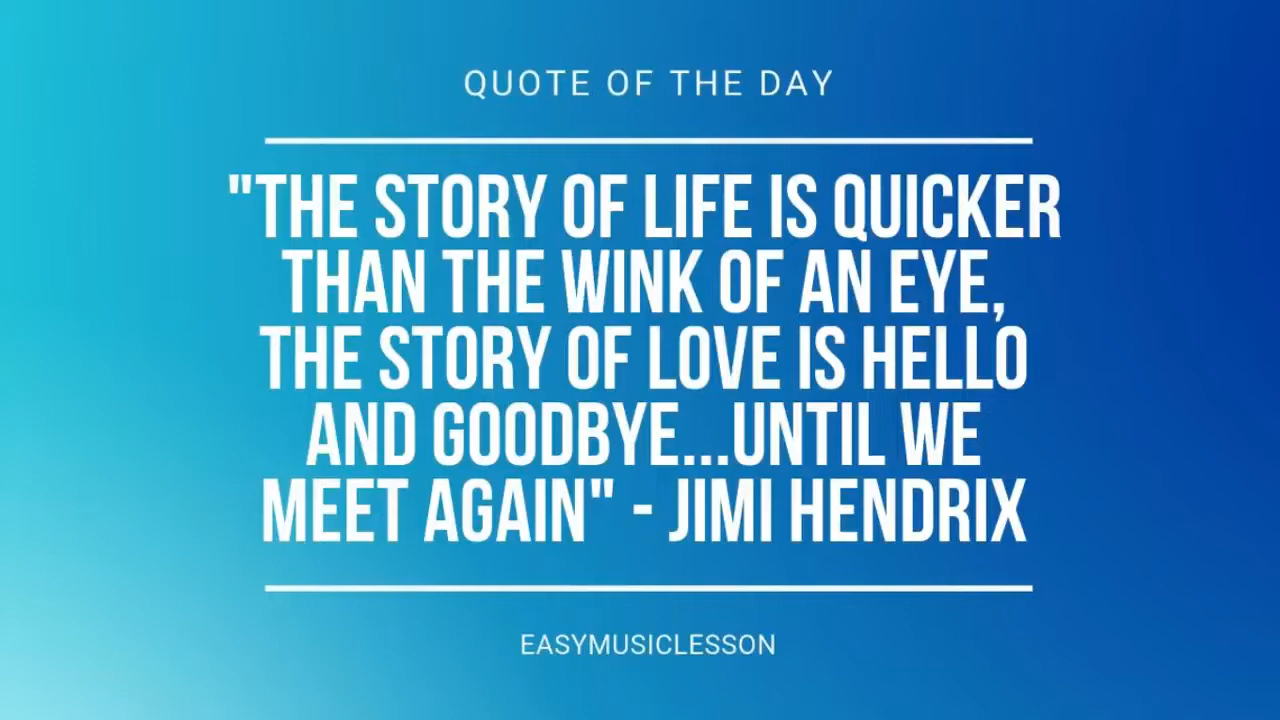 QUOTE OF THE DAY
"THE STORY OF LIFE IS QUICKER
THAN THE WINK OF AN EYE,
THE STORY OF LOVE IS HELLO
AND GOODBYE...UNTIL WE
MEET AGAIN" - JIMI HENDRIX
EASYMUSICLESSON